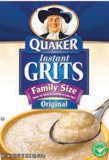 QUAKER
Instant
GRITS
Family Size
Original